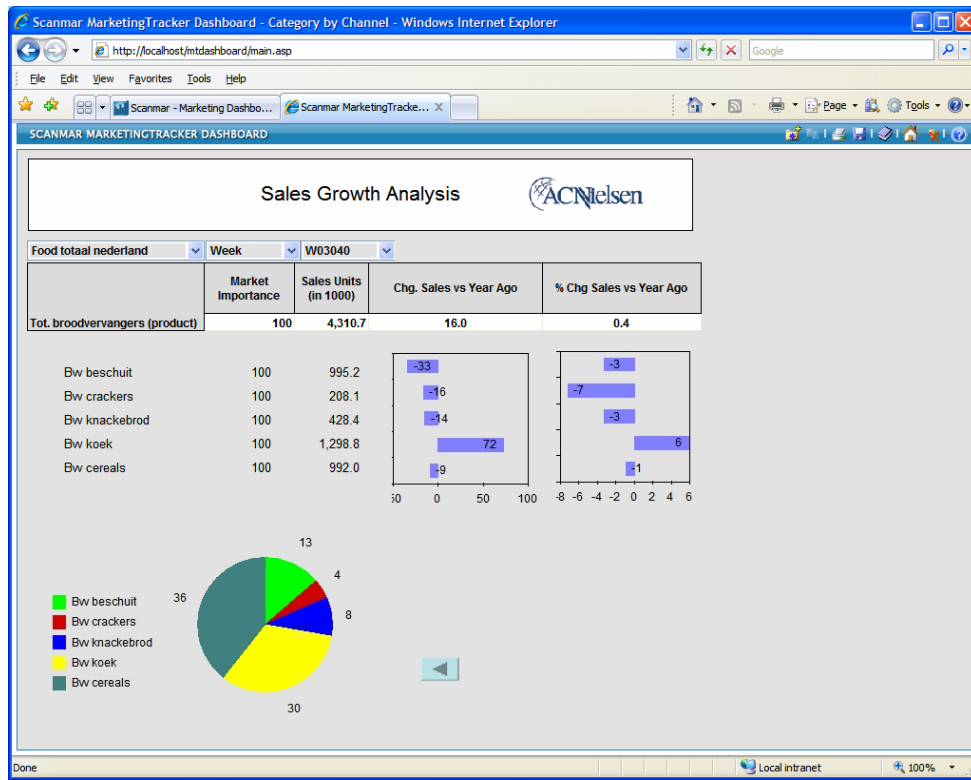 Scanmar MarketingTracker Dashboard - Category by Channel - Windows Internet Explorer
http://localhost/mtdashboard/main.asp
Google
File Edit View Favorites Tools Help
Scanmar - Marketing Dashbo...
Scanmar MarketingTracke...
Page
Tools
SCANMAR MARKETINGTRACKER DASHBOARD
Sales Growth Analysis
ACNielsen
Food totaal nederland Week W03040
Market Importance Sales Units (in 1000) Chg. Sales vs Year Ago % Chg Sales vs Year Ago
Tot. broodvervangers (product) 100 4,310.7 16.0 0.4
Bw beschuit 100 995.2 -33 -3
Bw crackers 100 208.1 -16 -7
Bw knackebrod 100 428.4 -14 -3
Bw koek 100 1,298.8 72 6
Bw cereals 100 992.0 -9 -1
50 0 50 100 -8 -6 -4 -2 0 2 4 6
13
4
36
8
30
Bw beschuit
Bw crackers
Bw knackebrod
Bw koek
Bw cereals
Done
Local intranet
100%